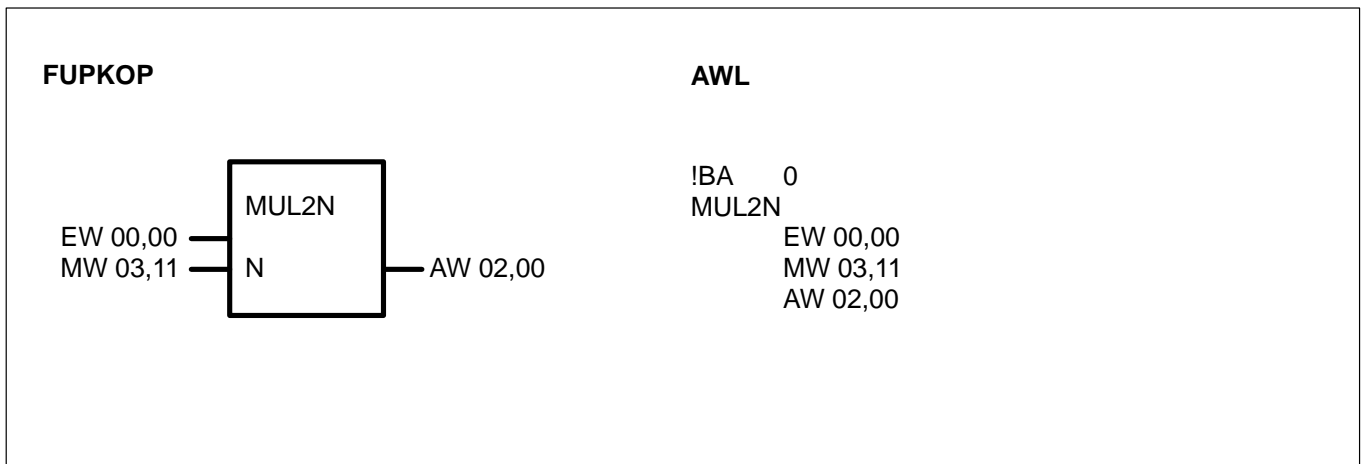 FUPKOP
MUL2N
EW 00,00
MW 03,11 N AW 02,00
AWL
!BA 0
MUL2N
EW 00,00
MW 03,11
AW 02,00